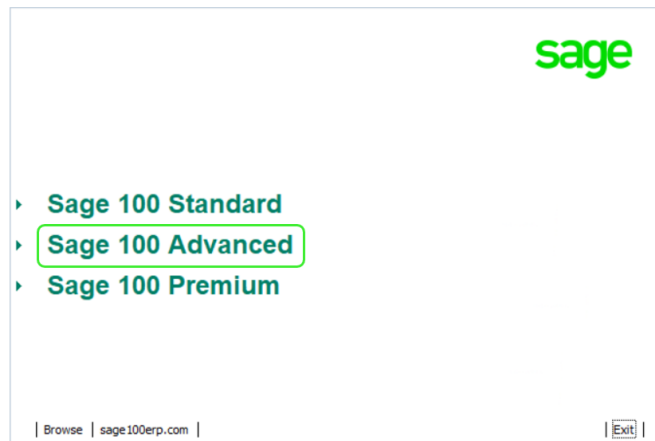 sage
Sage 100 Standard
Sage 100 Advanced
Sage 100 Premium
| Browse | sage100erp.com | | Exit |